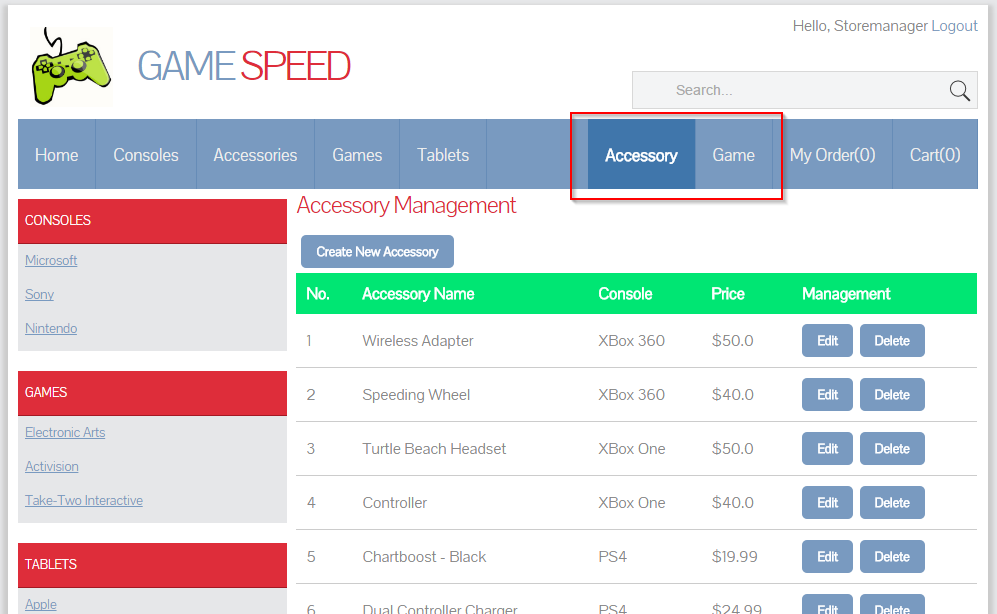 Hello, Storemanager Logout
GAME SPEED
Search...
Home Consoles Accessories Games Tablets Accessory Game My Order(0) Cart(0)
CONSOLES
Microsoft
Sony
Nintendo
GAMES
Electronic Arts
Activision
Take-Two Interactive
TABLETS
Apple
Accessory Management
Create New Accessory
No. Accessory Name Console Price Management
1 Wireless Adapter XBox 360 $50.0 Edit Delete
2 Speeding Wheel XBox 360 $40.0 Edit Delete
3 Turtle Beach Headset XBox One $50.0 Edit Delete
4 Controller XBox One $40.0 Edit Delete
5 Chartboost - Black PS4 $19.99 Edit Delete
6 Dual Controller Charger PS4 $24.99 Edit Delete